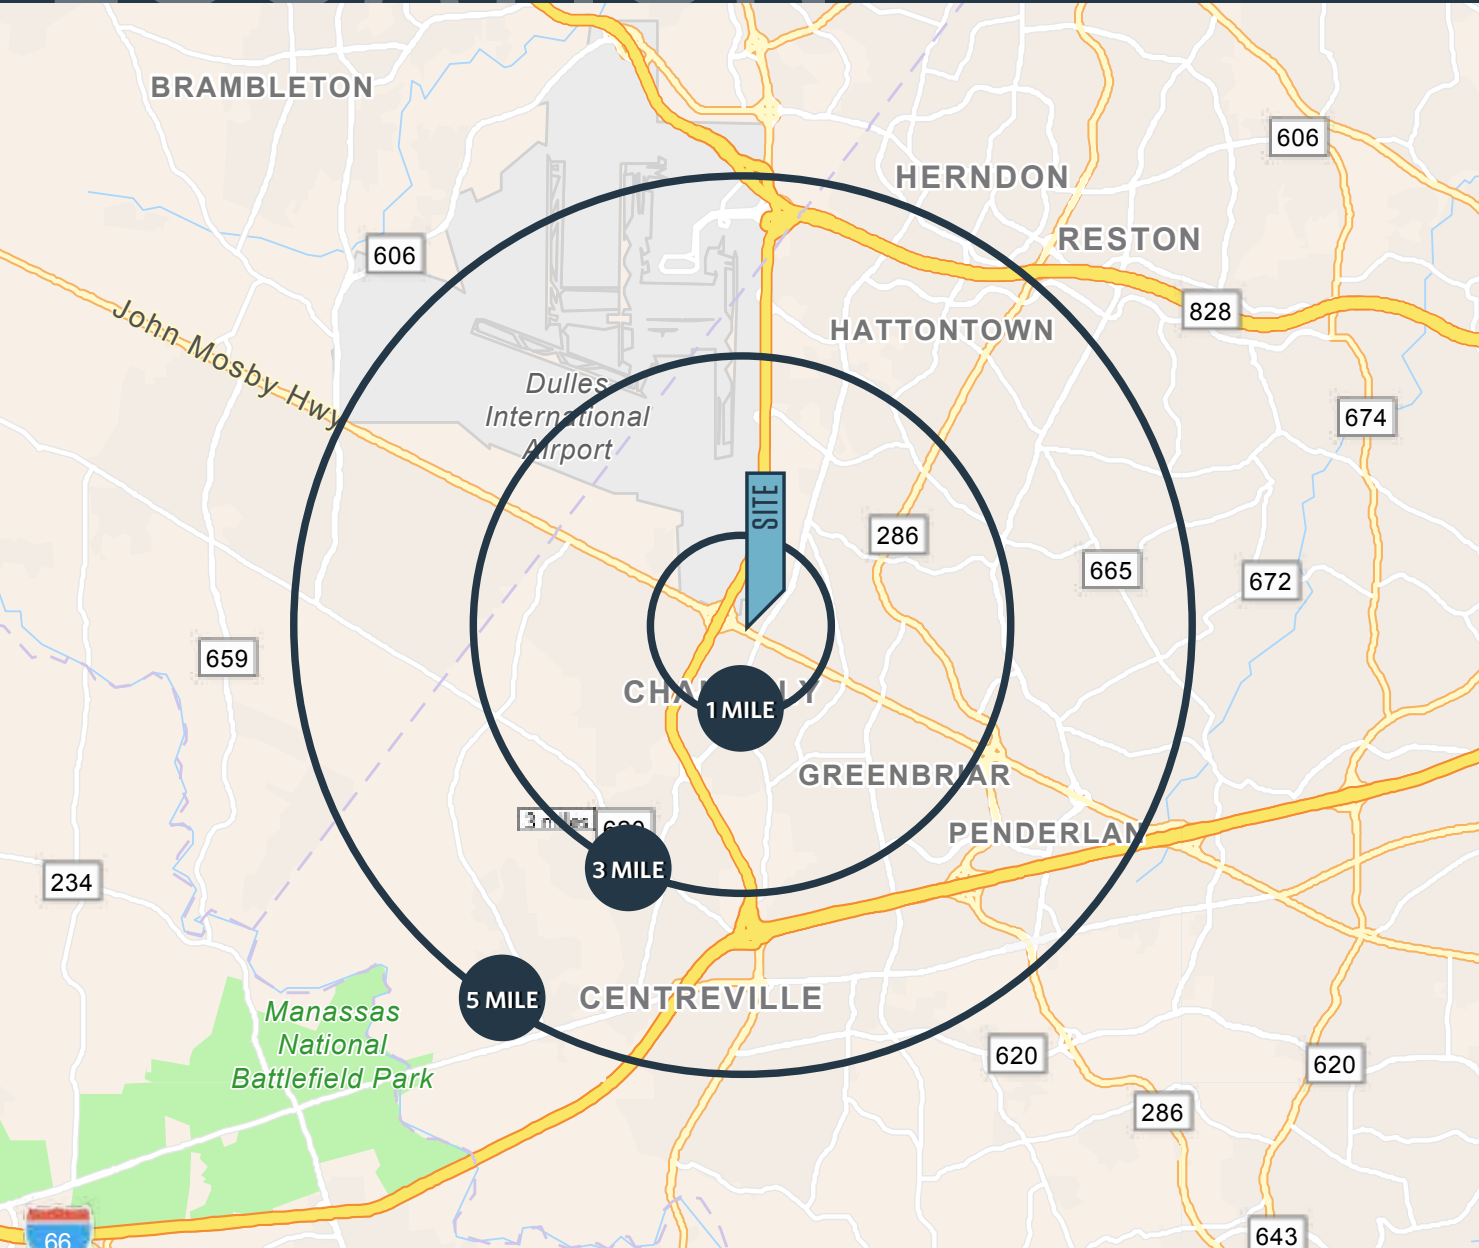 BRAMBLETON
606
HERNDON
RESTON
606
828
John Mosby Hwy
HATTONTOWN
Dulles
International
Airport
674
SITE
286
665
672
659
1 MILE
GREENBRIAR
PENDERLAN
3 miles
3 MILE
234
5 MILE
CENTREVILLE
Manassas
National
Battlefield Park
620
620
286
66
643